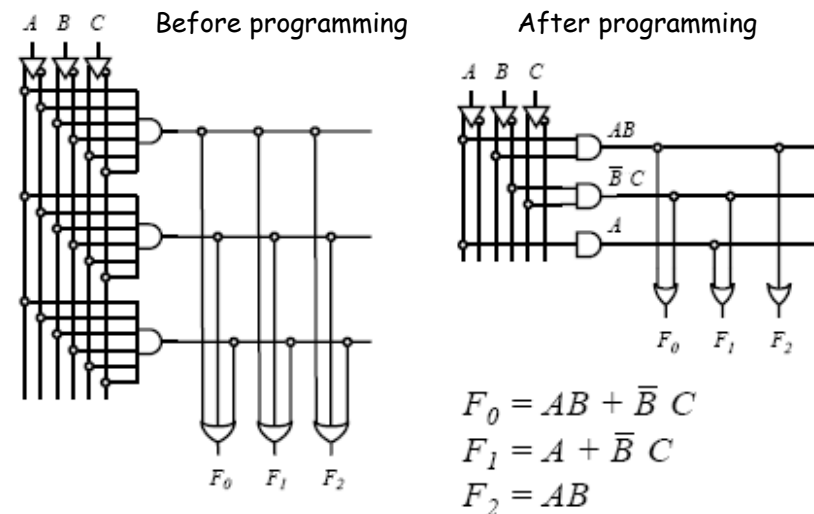 Before programming
A B C
F₀ F₁ F₂
After programming
A B C
AB
B̅ C
A
F₀ F₁ F₂
F₀ = AB + B̅ C
F₁ = A + B̅ C
F₂ = AB